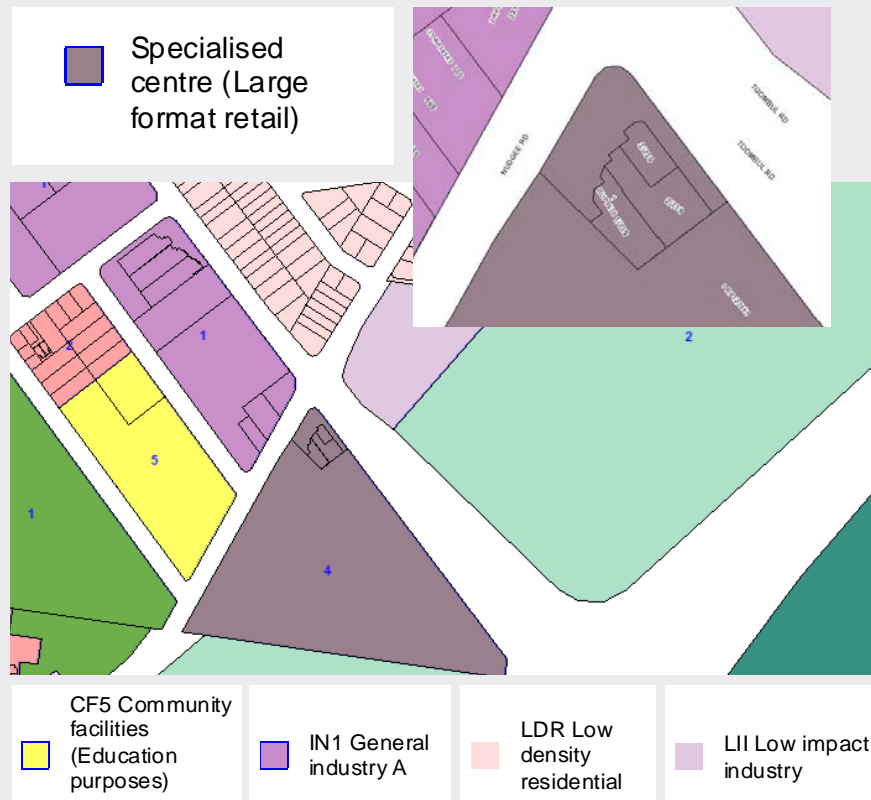 Specialised
centre (Large
format retail)
NUDGEE RD
TOOMBUL RD
TOOMBUL RD
1
2
1
2
5
1
4
CF5 Community
facilities
(Education
purposes)
IN1 General
industry A
LDR Low
density
residential
LII Low impact
industry